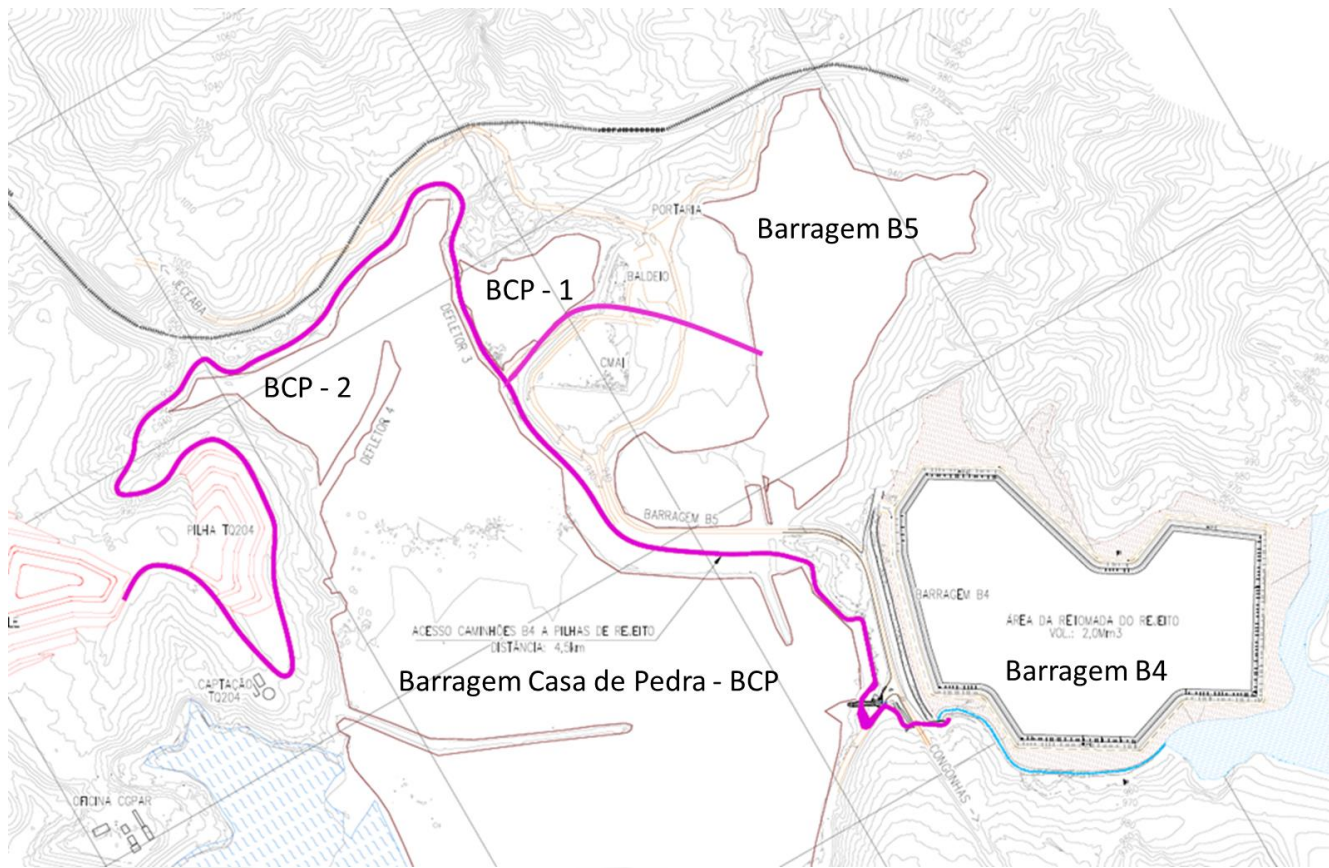 PORTARIA
Barragem B5
BALDEIO
JECEABA
BCP - 1
DEFLETOR 3
CMAI
BCP - 2
DEFLETOR 4
PILHA TQ204
BARRAGEM B5
BARRAGEM B4
ÁREA DA RETOMADA DO REJEITO
VOL.: 2,0Mm3
Barragem B4
ACESSO CAMINHÕES B4 A PILHAS DE REJEITO
DISTÂNCIA: 4,5km
Barragem Casa de Pedra - BCP
CAPTAÇÃO
TQ204
CONGONHAS ->
OFICINA CGPAR